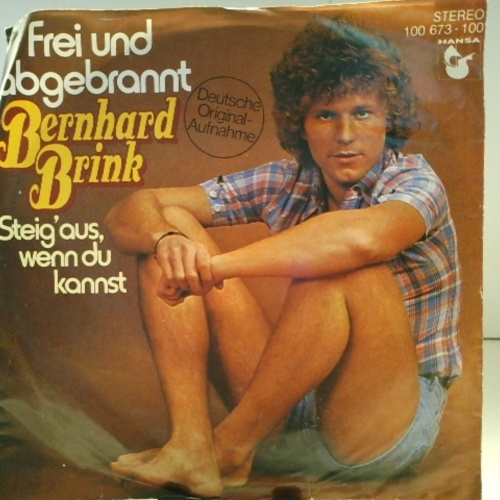 Frei und
abgebrannt
Bernhard
Brink
Steig'aus,
wenn du
kannst
Deutsche
Original-
Aufnahme
STEREO
100 673-100
HANSA